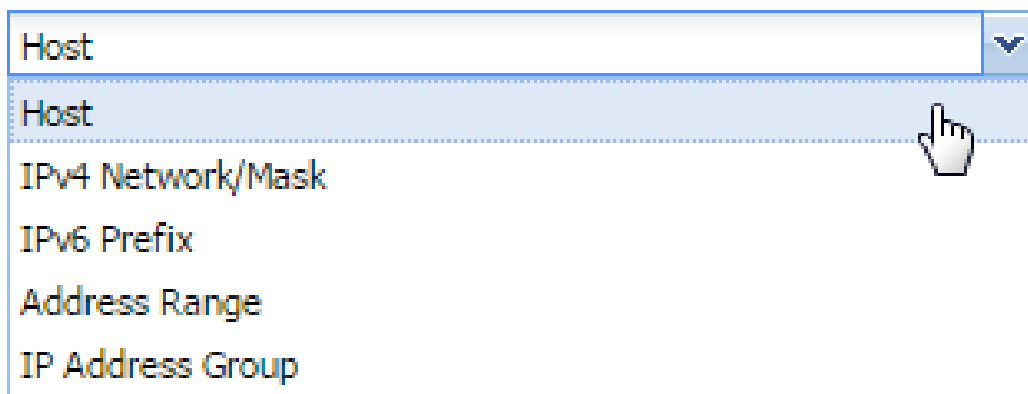 Host
Host
IPv4 Network/Mask
IPv6 Prefix
Address Range
IP Address Group